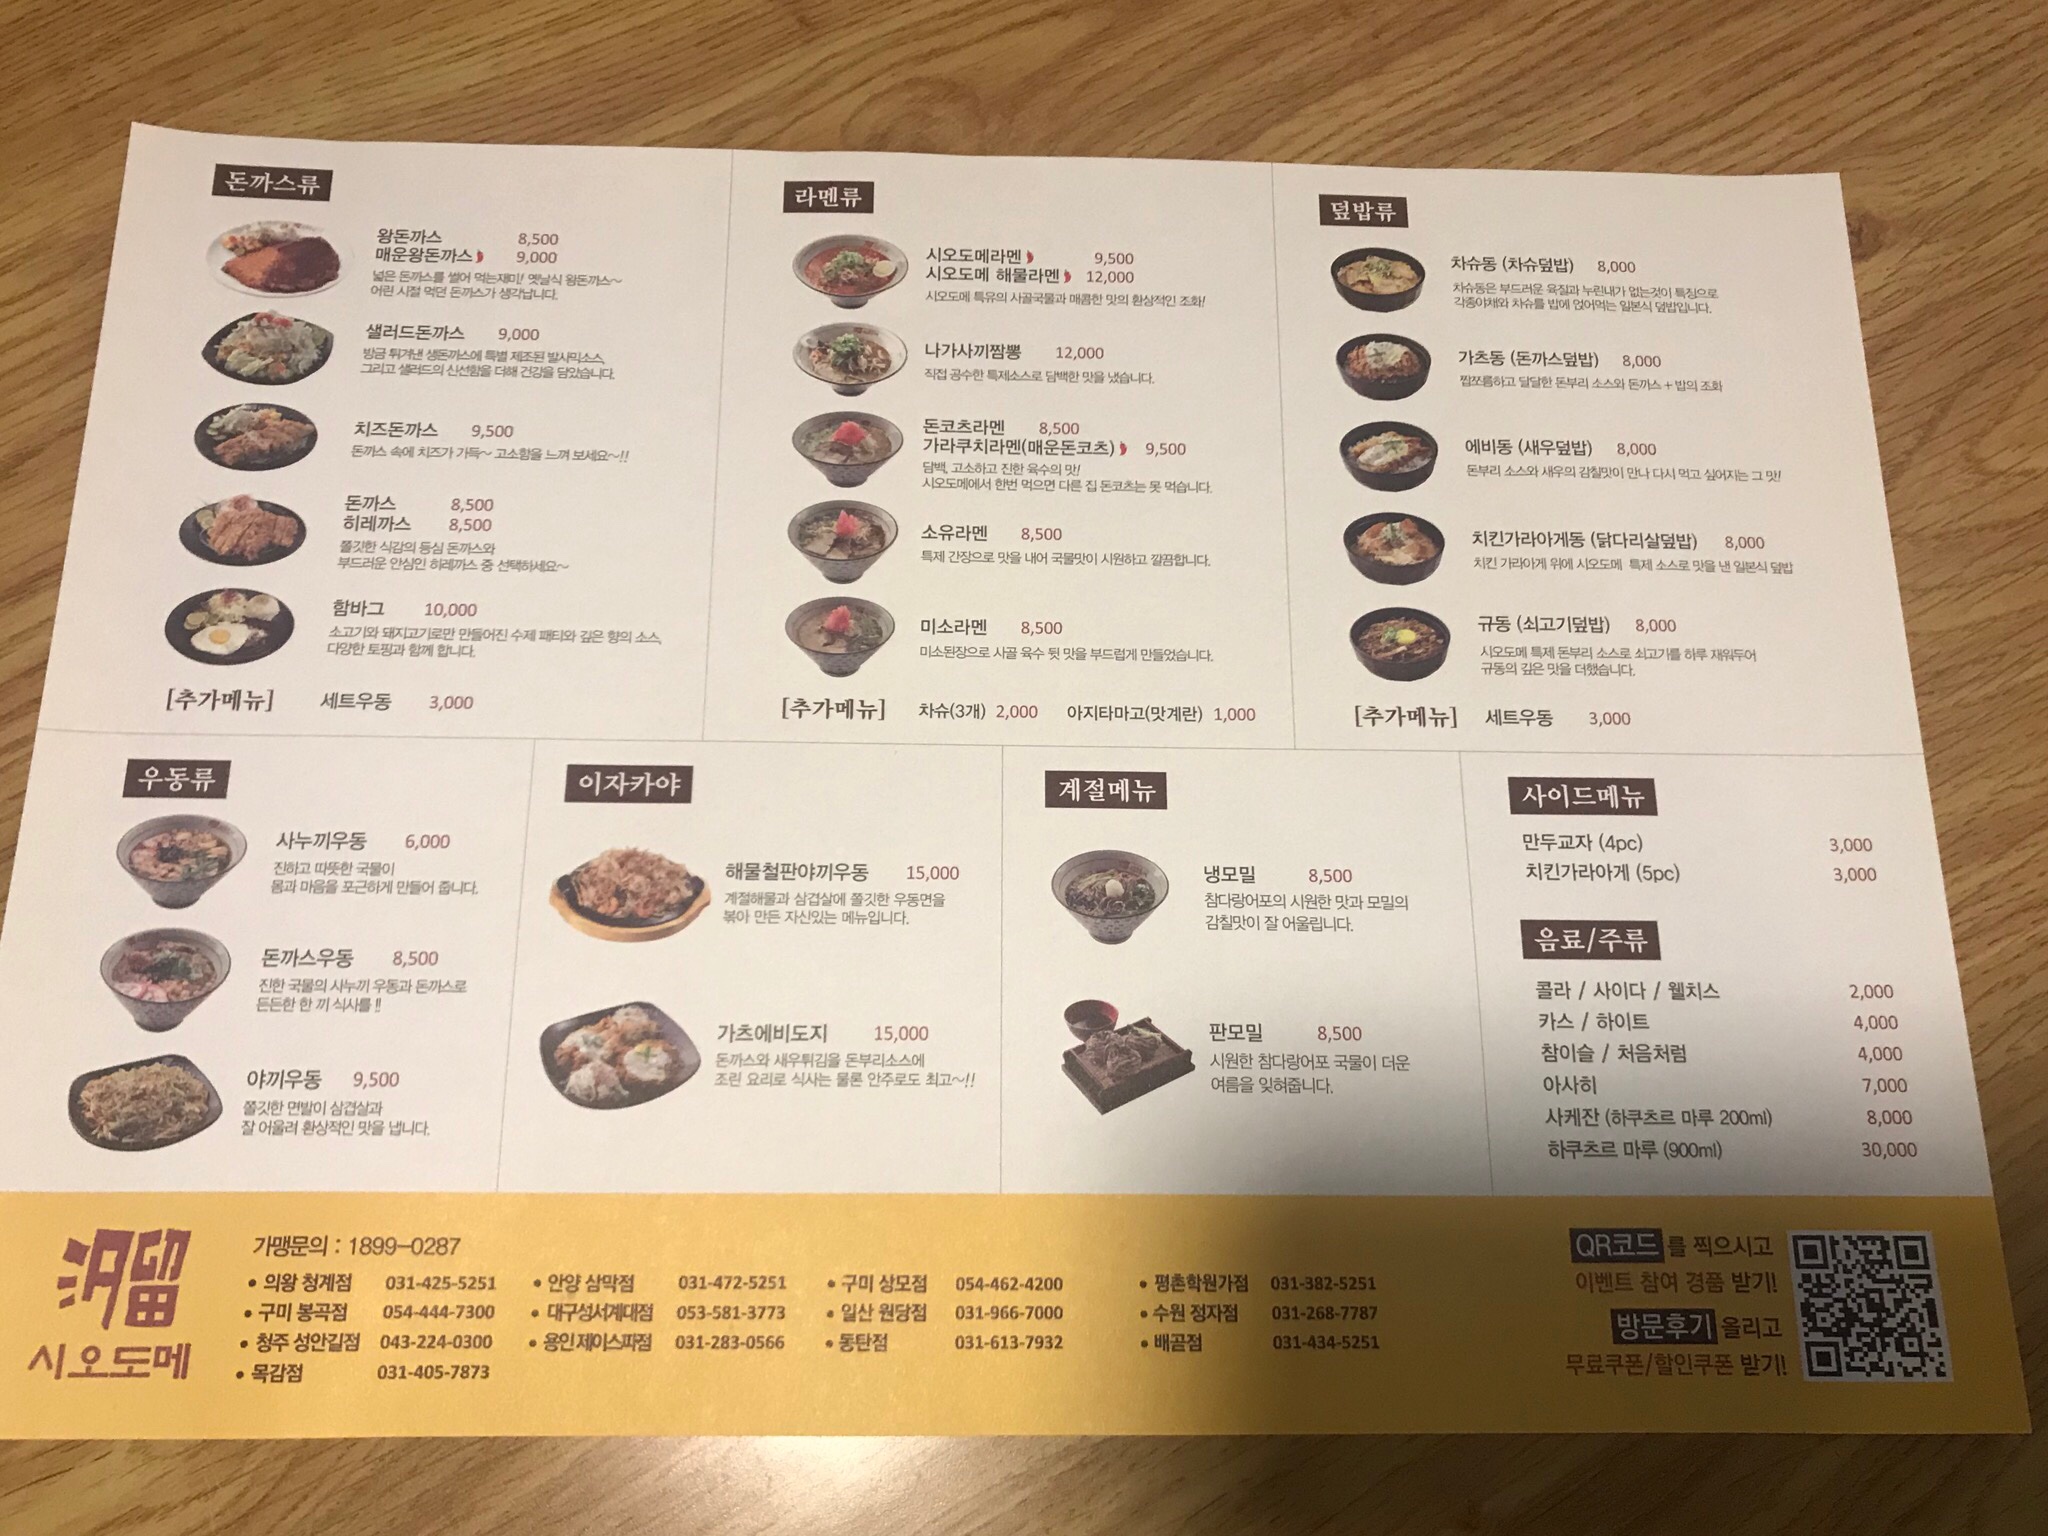 돈까스류
왕돈까스 8,500
매운왕돈까스 9,000
넓은 돈까스를 썰어 먹는재미! 옛날식 왕돈까스~
어린 시절 먹던 돈까스가 생각납니다.
샐러드돈까스 9,000
방금 튀겨낸 생돈까스에 특별 제조된 발사믹소스,
그리고 샐러드의 신선함을 더해 건강을 담았습니다.
치즈돈까스 9,500
돈까스 속에 치즈가 가득~ 고소함을 느껴 보세요~!!
돈까스 8,500
히레까스 8,500
쫄깃한 식감의 등심 돈까스와
부드러운 안심인 히레까스 중 선택하세요~
함바그 10,000
소고기와 돼지고기로만 만들어진 수제 패티와 깊은 향의 소스,
다양한 토핑과 함께 합니다.
[추가메뉴] 세트우동 3,000
라멘류
시오도메라멘 9,500
시오도메 해물라멘 12,000
시오도메 특유의 사골국물과 매콤한 맛의 환상적인 조화!
나가사끼짬뽕 12,000
직접 공수한 특제소스로 담백한 맛을 냈습니다.
돈코츠라멘 8,500
가라쿠치라멘(매운돈코츠) 9,500
담백, 고소하고 진한 육수의 맛!
시오도메에서 한번 먹으면 다른 집 돈코츠는 못 먹습니다.
소유라멘 8,500
특제 간장으로 맛을 내어 국물맛이 시원하고 깔끔합니다.
미소라멘 8,500
미소된장으로 사골 육수 뒷 맛을 부드럽게 만들었습니다.
[추가메뉴] 차슈(3개) 2,000 아지타마고(맛계란) 1,000
덮밥류
차슈동 (차슈덮밥) 8,000
차슈동은 부드러운 육질과 누린내가 없는것이 특징으로
각종야채와 차슈를 밥에 얹어먹는 일본식 덮밥입니다.
가츠동 (돈까스덮밥) 8,000
짭쪼름하고 달달한 돈부리 소스와 돈까스 + 밥의 조화
에비동 (새우덮밥) 8,000
돈부리 소스와 새우의 감칠맛이 만나 다시 먹고 싶어지는 그 맛!
치킨가라아게동 (닭다리살덮밥) 8,000
치킨 가라아게 위에 시오도메 특제 소스로 맛을 낸 일본식 덮밥
규동 (쇠고기덮밥) 8,000
시오도메 특제 돈부리 소스로 쇠고기를 하루 재워두어
규동의 깊은 맛을 더했습니다.
[추가메뉴] 세트우동 3,000
우동류
사누끼우동 6,000
진하고 따뜻한 국물이
몸과 마음을 포근하게 만들어 줍니다.
돈까스우동 8,500
진한 국물의 사누끼 우동과 돈까스로
든든한 한 끼 식사를 !!
야끼우동 9,500
쫄깃한 면발이 삼겹살과
잘 어울려 환상적인 맛을 냅니다.
이자카야
해물철판야끼우동 15,000
계절해물과 삼겹살에 쫄깃한 우동면을
볶아 만든 자신있는 메뉴입니다.
가츠에비도지 15,000
돈까스와 새우튀김을 돈부리소스에
조린 요리로 식사는 물론 안주로도 최고~!!
계절메뉴
냉모밀 8,500
참다랑어포의 시원한 맛과 모밀의
감칠맛이 잘 어울립니다.
판모밀 8,500
시원한 참다랑어포 국물이 더운
여름을 잊혀줍니다.
사이드메뉴
만두교자 (4pc) 3,000
치킨가라아게 (5pc) 3,000
음료/주류
콜라 / 사이다 / 웰치스 2,000
카스 / 하이트 4,000
참이슬 / 처음처럼 4,000
아사히 7,000
사케잔 (하쿠츠르 마루 200ml) 8,000
하쿠츠르 마루 (900ml) 30,000
시오도메
가맹문의 : 1899-0287
• 의왕 청계점 031-425-5251 • 안양 삼막점 031-472-5251 • 구미 상모점 054-462-4200 • 평촌학원가점 031-382-5251
• 구미 봉곡점 054-444-7300 • 대구성서계대점 053-581-3773 • 일산 원당점 031-966-7000 • 수원 정자점 031-268-7787
• 청주 성안길점 043-224-0300 • 용인 제이스파점 031-283-0566 • 동탄점 031-613-7932 • 배곧점 031-434-5251
• 목감점 031-405-7873
QR코드를 찍으시고
이벤트 참여 경품 받기!
방문후기 올리고
무료쿠폰/할인쿠폰 받기!